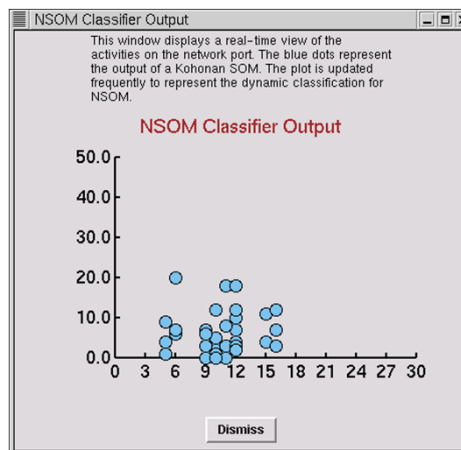 NSOM Classifier Output
This window displays a real-time view of the
activities on the network port. The blue dots represent
the output of a Kohonan SOM. The plot is updated
frequently to represent the dynamic classification for
NSOM.
NSOM Classifier Output
50.0
40.0
30.0
20.0
10.0
0.0
0 3 6 9 12 15 18 21 24 27 30
Dismiss